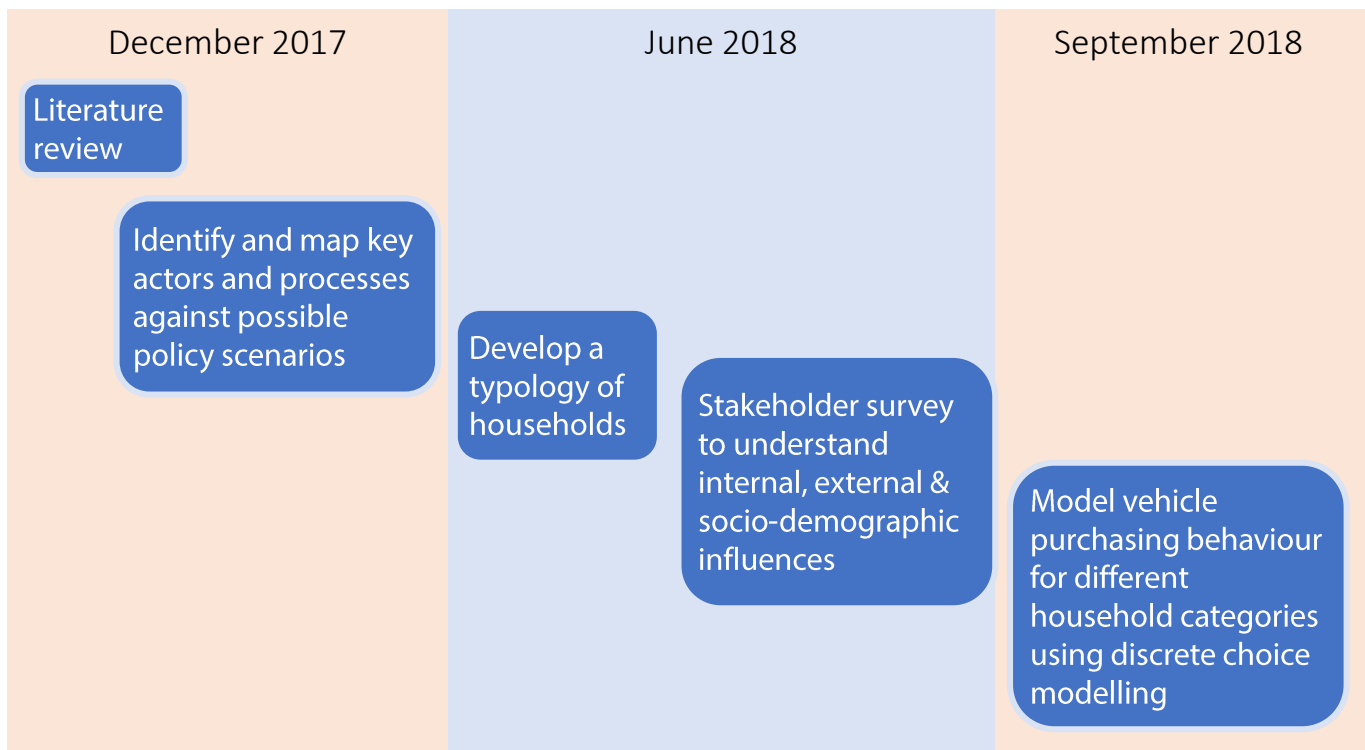 December 2017
June 2018
September 2018
Literature
review
Identify and map key
actors and processes
against possible
policy scenarios
Develop a
typology of
households
Stakeholder survey
to understand
internal, external &
socio-demographic
influences
Model vehicle
purchasing behaviour
for different
household categories
using discrete choice
modelling